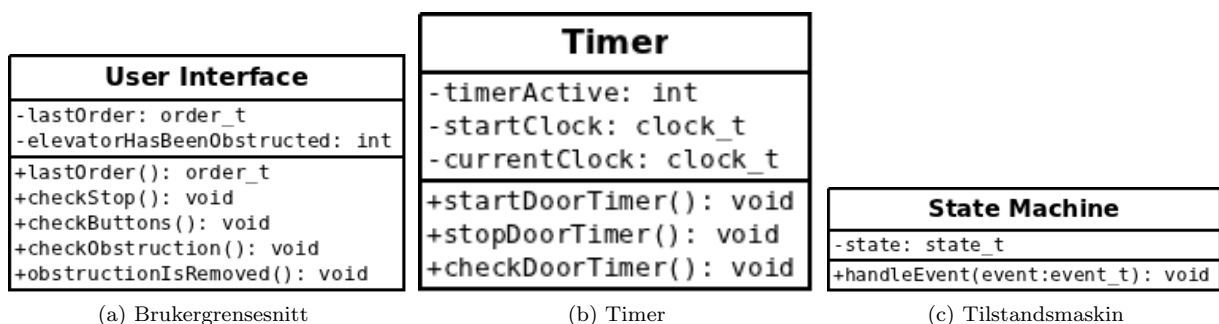 User Interface
-lastOrder: order_t
-elevatorHasBeenObstructed: int
+lastOrder(): order_t
+checkStop(): void
+checkButtons(): void
+checkObstruction(): void
+obstructionIsRemoved(): void
(a) Brukergrensesnitt
Timer
-timerActive: int
-startClock: clock_t
-currentClock: clock_t
+startDoorTimer(): void
+stopDoorTimer(): void
+checkDoorTimer(): void
(b) Timer
State Machine
-state: state_t
+handleEvent(event:event_t): void
(c) Tilstandsmaskin